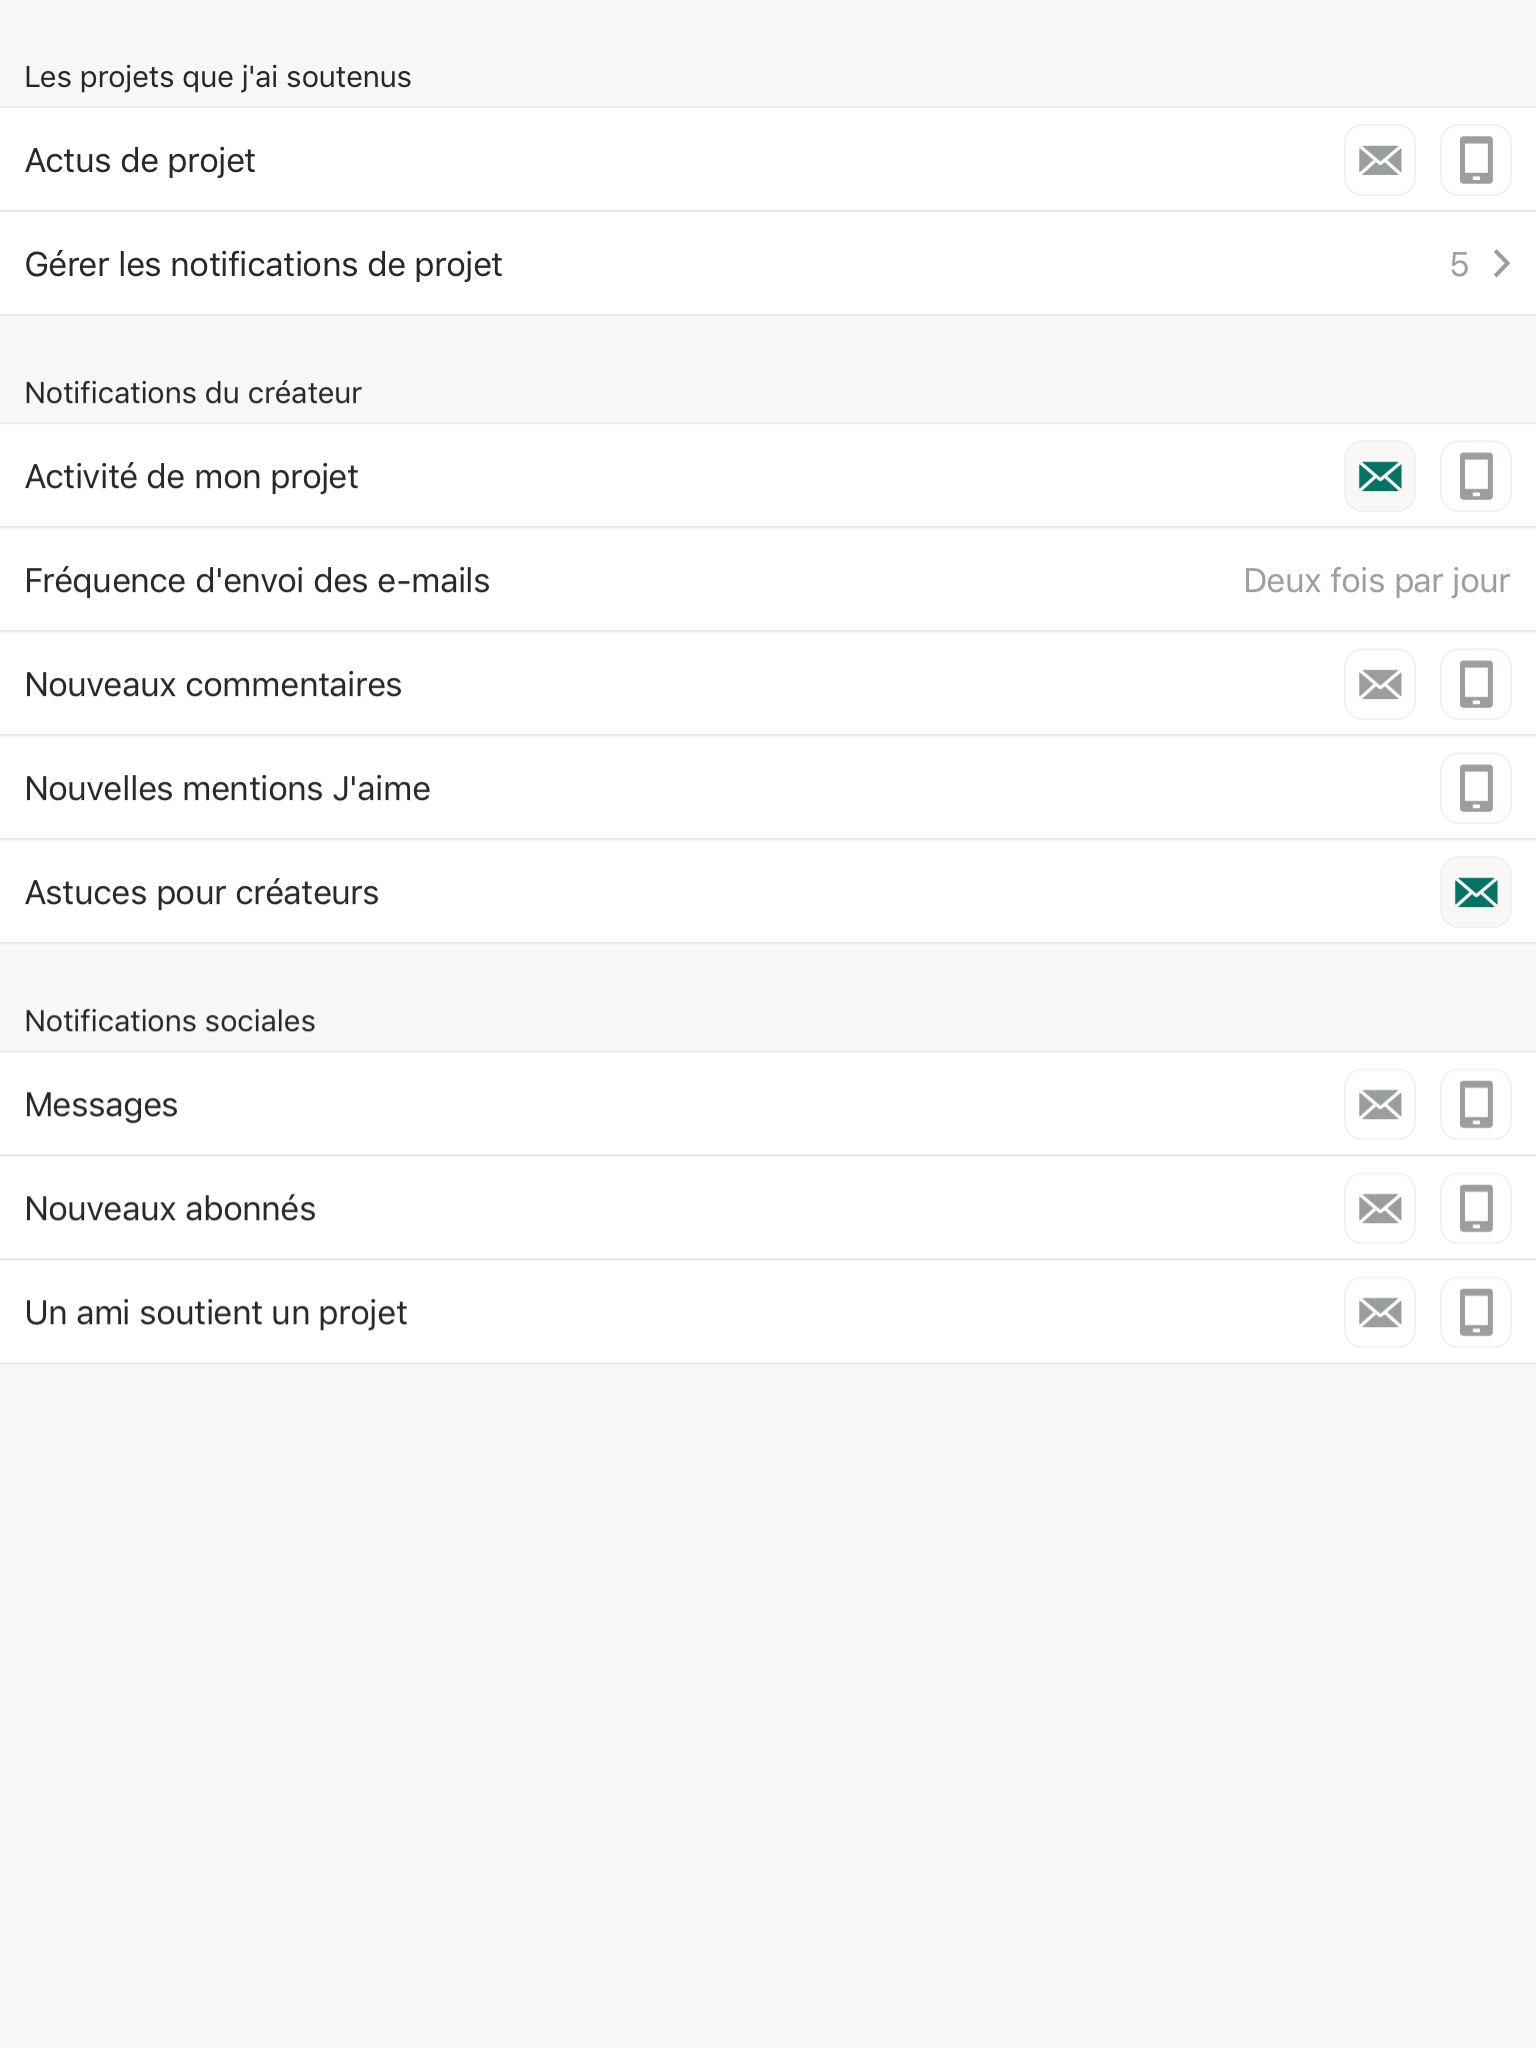 Les projets que j'ai soutenus
Actus de projet
Gérer les notifications de projet 5
Notifications du créateur
Activité de mon projet
Fréquence d'envoi des e-mails Deux fois par jour
Nouveaux commentaires
Nouvelles mentions J'aime
Astuces pour créateurs
Notifications sociales
Messages
Nouveaux abonnés
Un ami soutient un projet